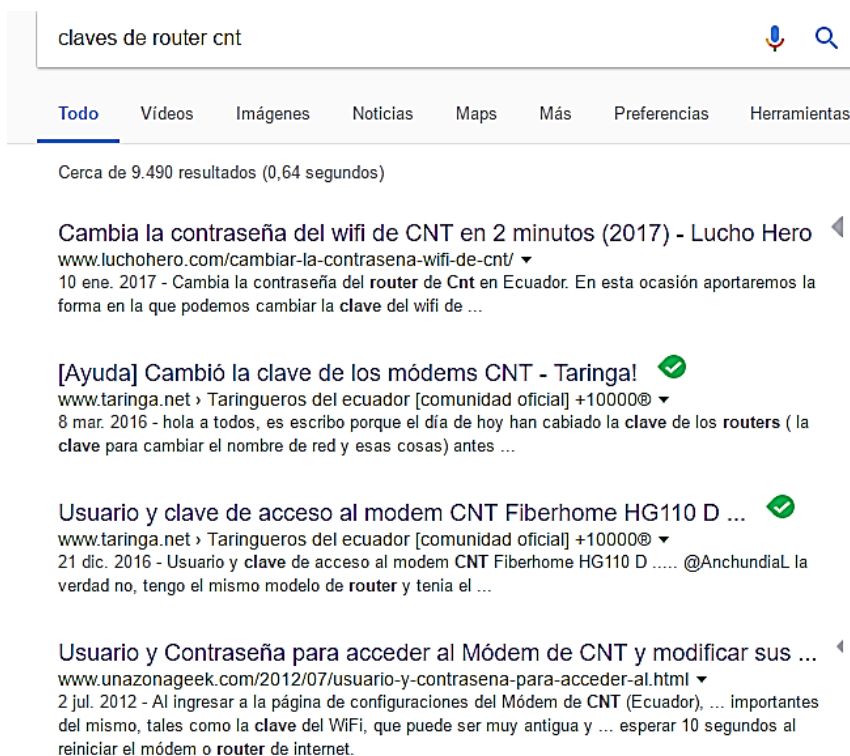 claves de router cnt
Todo Vídeos Imágenes Noticias Maps Más Preferencias Herramientas
Cerca de 9.490 resultados (0,64 segundos)
Cambia la contraseña del wifi de CNT en 2 minutos (2017) - Lucho Hero
www.luchohero.com/cambiar-la-contrasena-wifi-de-cnt/
10 ene. 2017 - Cambia la contraseña del router de Cnt en Ecuador. En esta ocasión aportaremos la
forma en la que podemos cambiar la clave del wifi de ...
[Ayuda] Cambió la clave de los módems CNT - Taringa!
www.taringa.net › Taringueros del ecuador [comunidad oficial] +10000®
8 mar. 2016 - hola a todos, es escribo porque el día de hoy han cabiado la clave de los routers ( la
clave para cambiar el nombre de red y esas cosas) antes ...
Usuario y clave de acceso al modem CNT Fiberhome HG110 D ...
www.taringa.net › Taringueros del ecuador [comunidad oficial] +10000®
21 dic. 2016 - Usuario y clave de acceso al modem CNT Fiberhome HG110 D ..... @AnchundiaL la
verdad no, tengo el mismo modelo de router y tenia el ...
Usuario y Contraseña para acceder al Módem de CNT y modificar sus ...
www.unazonageek.com/2012/07/usuario-y-contrasena-para-acceder-al.html
2 jul. 2012 - Al ingresar a la página de configuraciones del Módem de CNT (Ecuador), ... importantes
del mismo, tales como la clave del WiFi, que puede ser muy antigua y ... esperar 10 segundos al
reiniciar el módem o router de internet.